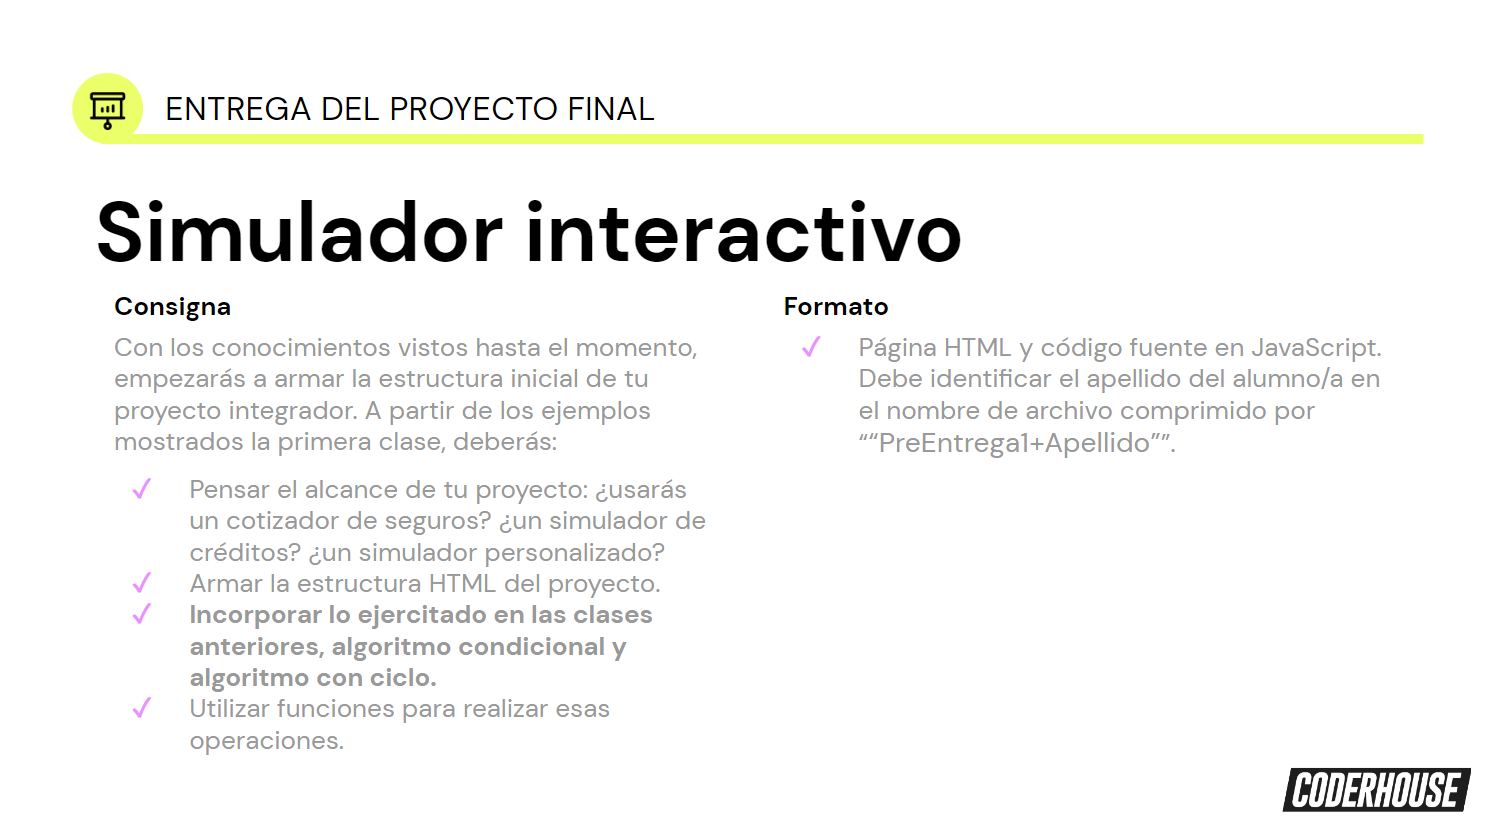 ENTREGA DEL PROYECTO FINAL
Simulador interactivo
Consigna
Con los conocimientos vistos hasta el momento,
empezarás a armar la estructura inicial de tu
proyecto integrador. A partir de los ejemplos
mostrados la primera clase, deberás:
✓ Pensar el alcance de tu proyecto: ¿usarás
un cotizador de seguros? ¿un simulador de
créditos? ¿un simulador personalizado?
✓ Armar la estructura HTML del proyecto.
✓ Incorporar lo ejercitado en las clases
anteriores, algoritmo condicional y
algoritmo con ciclo.
✓ Utilizar funciones para realizar esas
operaciones.
Formato
✓ Página HTML y código fuente en JavaScript.
Debe identificar el apellido del alumno/a en
el nombre de archivo comprimido por
““PreEntrega1+Apellido””.
CODERHOUSE